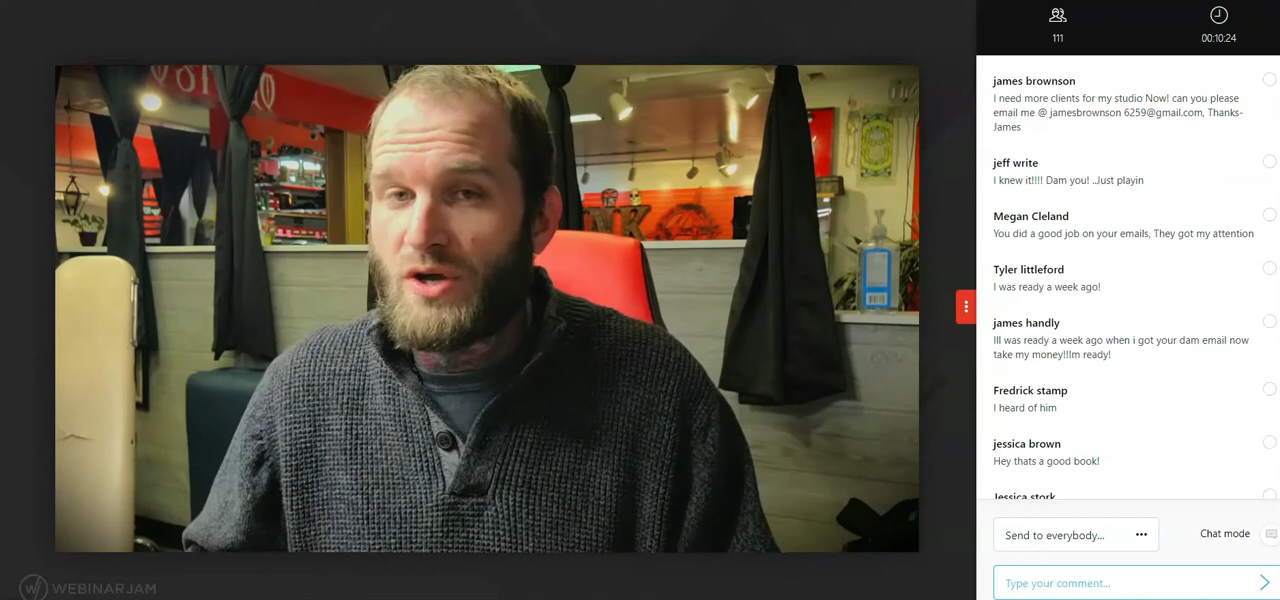 111
00:10:24
james brownson
I need more clients for my studio Now! can you please
email me @ jamesbrownson 6259@gmail.com, Thanks-
James
jeff write
I knew it!!!! Dam you! ..Just playin
Megan Cleland
You did a good job on your emails, They got my attention
Tyler littleford
I was ready a week ago!
james handly
Ill was ready a week ago when i got your dam email now
take my money!!Im ready!
Fredrick stamp
I heard of him
jessica brown
Hey thats a good book!
Jessica stork
Send to everybody...
Chat mode
Type your comment...
WEBINARJAM